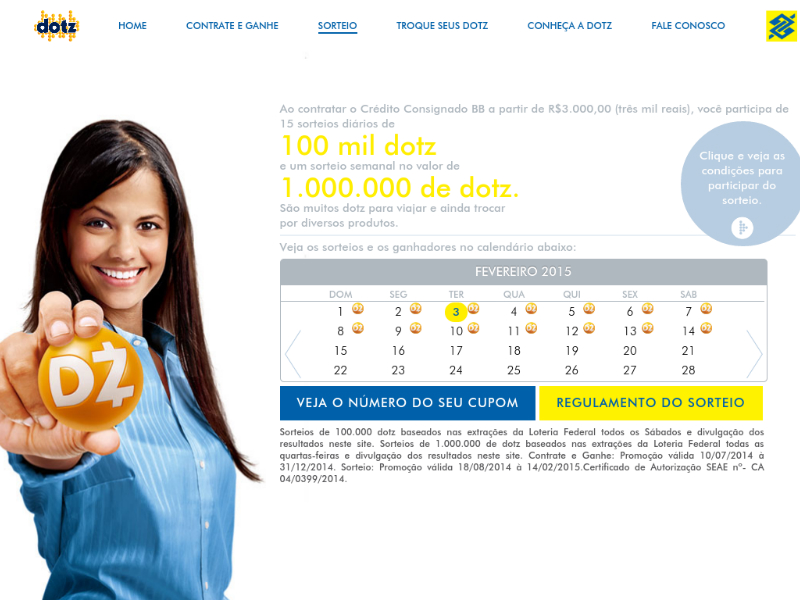 dotz
HOME
CONTRATE E GANHE
SORTEIO
TROQUE SEUS DOTZ
CONHEÇA A DOTZ
FALE CONOSCO
Ao contratar o Crédito Consignado BB a partir de R$3.000,00 (três mil reais), você participa de
15 sorteios diários de
100 mil dotz
e um sorteio semanal no valor de
1.000.000 de dotz.
São muitos dotz para viajar e ainda trocar
por diversos produtos.
Clique e veja as
condições para
participar do
sorteio.
Veja os sorteios e os ganhadores no calendário abaixo:
FEVEREIRO 2015
DOM SEG TER QUA QUI SEX SAB
1 2 3 4 5 6 7
8 9 10 11 12 13 14
15 16 17 18 19 20 21
22 23 24 25 26 27 28
DZ
VEJA O NÚMERO DO SEU CUPOM
REGULAMENTO DO SORTEIO
Sorteios de 100.000 dotz baseados nas extrações da Loteria Federal todos os Sábados e divulgação dos
resultados neste site. Sorteios de 1.000.000 de dotz baseados nas extrações da Loteria Federal todas as
quartas-feiras e divulgação dos resultados neste site. Contrate e Ganhe: Promoção válida 10/07/2014 à
31/12/2014. Sorteio: Promoção válida 18/08/2014 à 14/02/2015.Certificado de Autorização SEAE nº- CA
04/0399/2014.